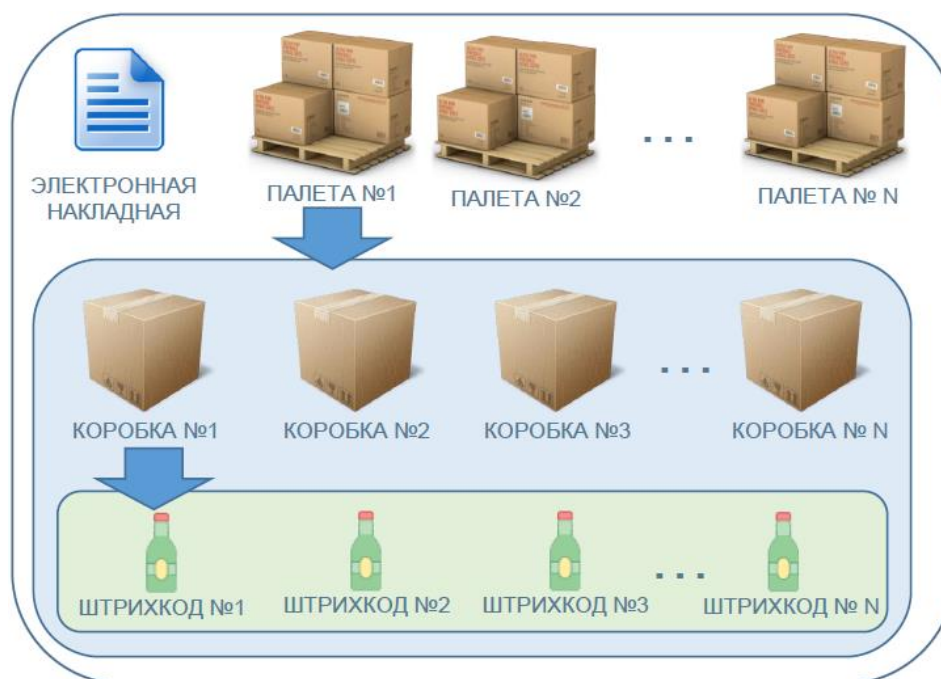 ЭЛЕКТРОННАЯ
НАКЛАДНАЯ
ПАЛЕТА №1
ПАЛЕТА №2
...
ПАЛЕТА № N
КОРОБКА №1
КОРОБКА №2
КОРОБКА №3
...
КОРОБКА № N
ШТРИХКОД №1
ШТРИХКОД №2
ШТРИХКОД №3
...
ШТРИХКОД № N